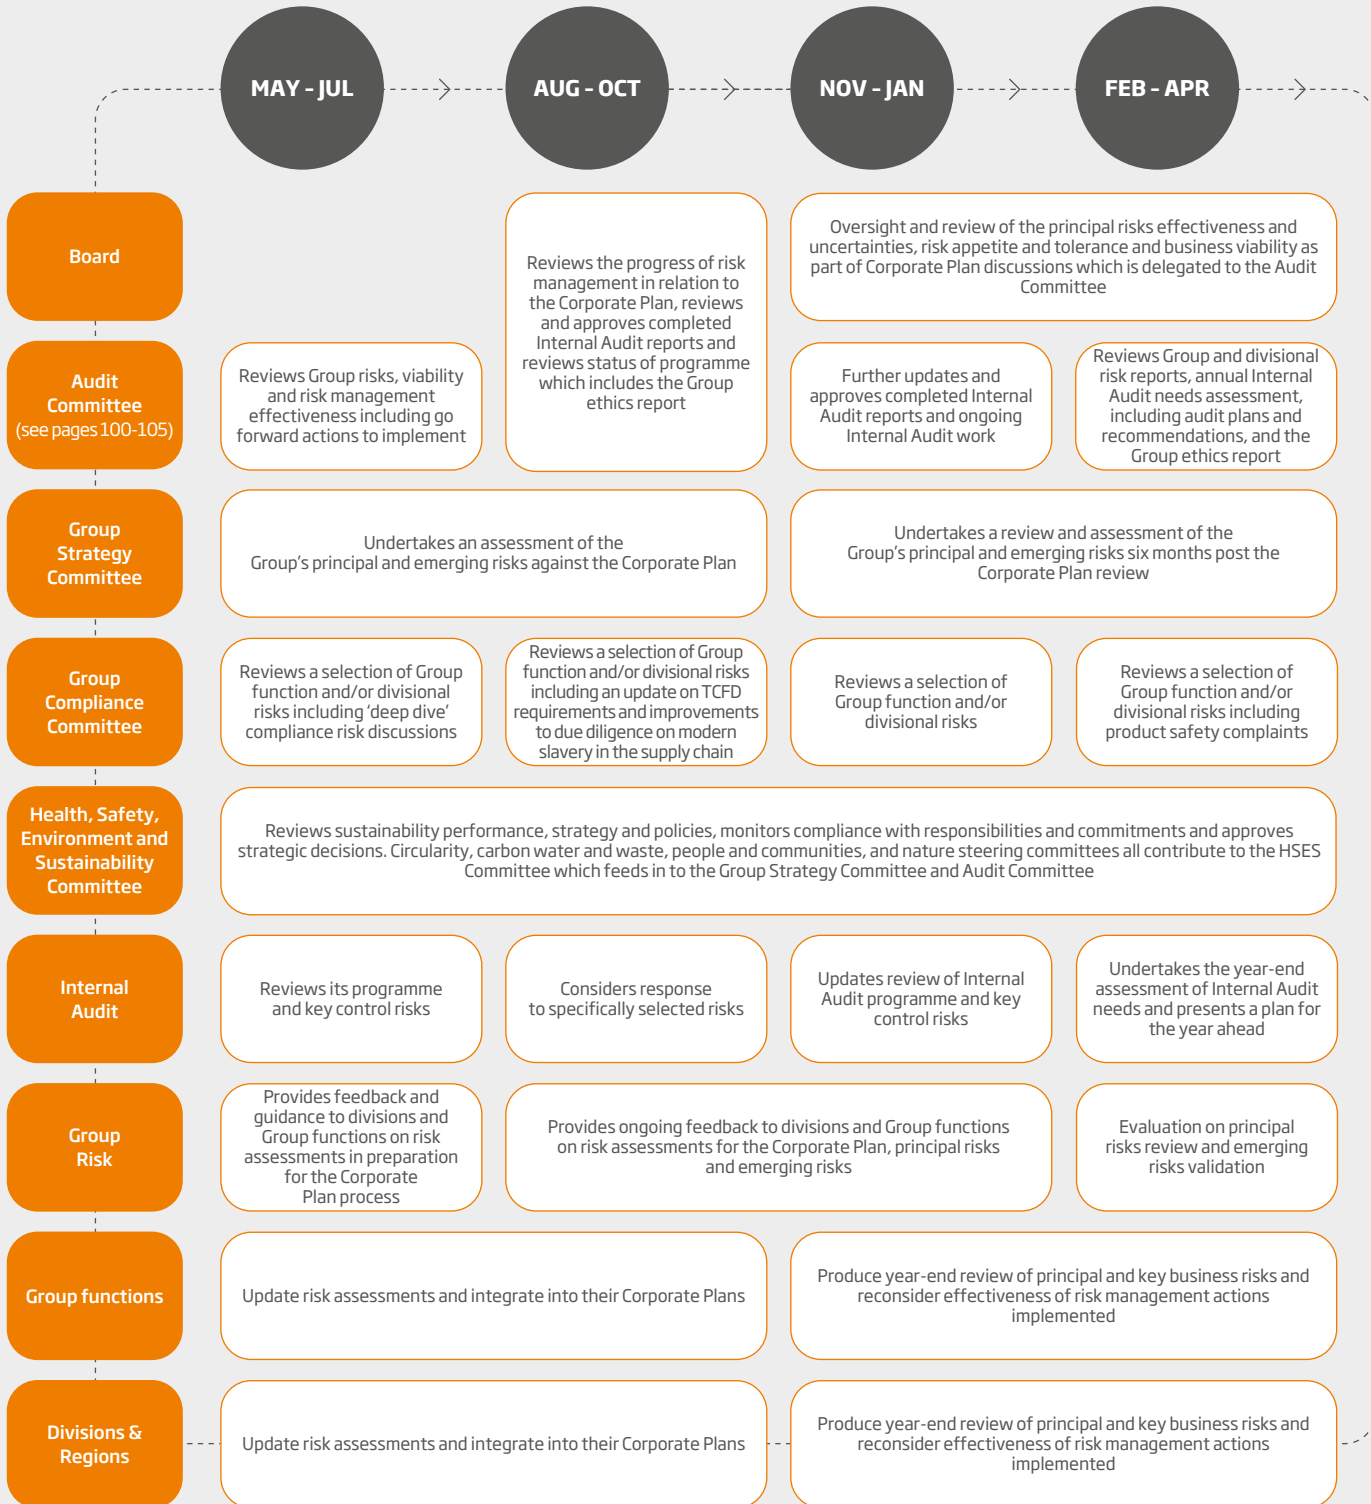 MAY – JUL
AUG – OCT
NOV – JAN
FEB – APR
Board
Reviews the progress of risk
management in relation to
the Corporate Plan, reviews
and approves completed
Internal Audit reports and
reviews status of programme
which includes the Group
ethics report
Oversight and review of the principal risks effectiveness and
uncertainties, risk appetite and tolerance and business viability as
part of Corporate Plan discussions which is delegated to the Audit
Committee
Audit
Committee
(see pages 100-105)
Reviews Group risks, viability
and risk management
effectiveness including go
forward actions to implement
Further updates and
approves completed Internal
Audit reports and ongoing
Internal Audit work
Reviews Group and divisional
risk reports, annual Internal
Audit needs assessment,
including audit plans and
recommendations, and the
Group ethics report
Group
Strategy
Committee
Undertakes an assessment of the
Group’s principal and emerging risks against the Corporate Plan
Undertakes a review and assessment of the
Group’s principal and emerging risks six months post the
Corporate Plan review
Group
Compliance
Committee
Reviews a selection of Group
function and/or divisional
risks including ‘deep dive’
compliance risk discussions
Reviews a selection of Group
function and/or divisional risks
including an update on TCFD
requirements and improvements
to due diligence on modern
slavery in the supply chain
Reviews a selection of
Group function and/or
divisional risks
Reviews a selection of
Group function and/or
divisional risks including
product safety complaints
Health, Safety,
Environment and
Sustainability
Committee
Reviews sustainability performance, strategy and policies, monitors compliance with responsibilities and commitments and approves
strategic decisions. Circularity, carbon water and waste, people and communities, and nature steering committees all contribute to the HSES
Committee which feeds in to the Group Strategy Committee and Audit Committee
Internal
Audit
Reviews its programme
and key control risks
Considers response
to specifically selected risks
Updates review of Internal
Audit programme and key
control risks
Undertakes the year-end
assessment of Internal Audit
needs and presents a plan for
the year ahead
Group
Risk
Provides feedback and
guidance to divisions and
Group functions on risk
assessments in preparation
for the Corporate
Plan process
Provides ongoing feedback to divisions and Group functions
on risk assessments for the Corporate Plan, principal risks
and emerging risks
Evaluation on principal
risks review and emerging
risks validation
Group functions
Update risk assessments and integrate into their Corporate Plans
Produce year-end review of principal and key business risks and
reconsider effectiveness of risk management actions
implemented
Divisions &
Regions
Update risk assessments and integrate into their Corporate Plans
Produce year-end review of principal and key business risks and
reconsider effectiveness of risk management actions
implemented